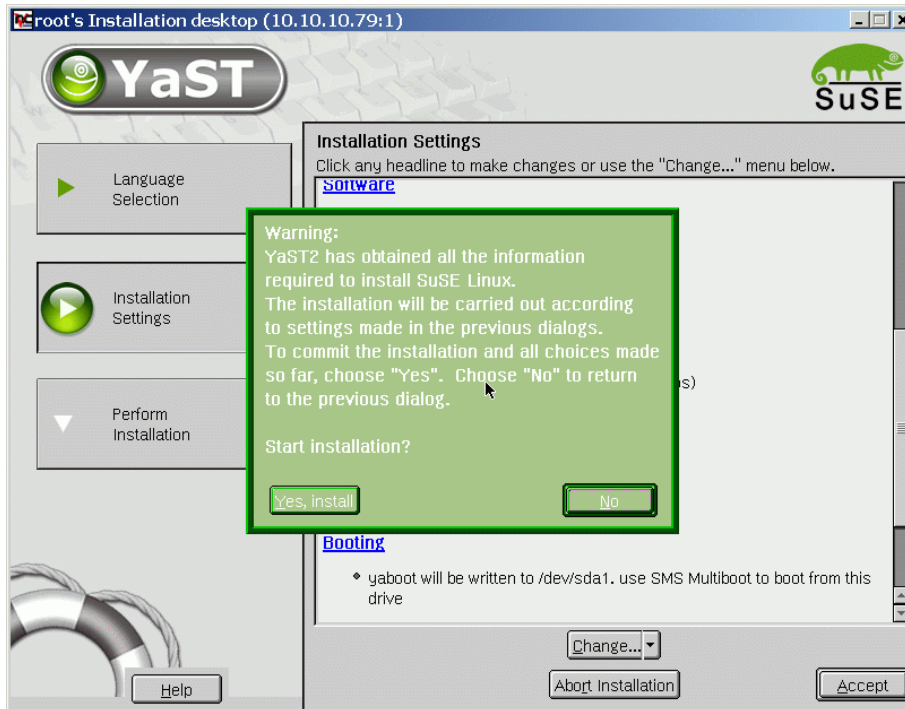 root's Installation desktop (10.10.10.79:1)
YaST
SuSE
Language
Selection
Installation
Settings
Perform
Installation
Help
Installation Settings
Click any headline to make changes or use the "Change..." menu below.
Software
Warning:
YaST2 has obtained all the information
required to install SuSE Linux.
The installation will be carried out according
to settings made in the previous dialogs.
To commit the installation and all choices made
so far, choose "Yes".  Choose "No" to return
to the previous dialog.
Start installation?
Yes, install
No
s)
Booting
yaboot will be written to /dev/sda1. use SMS Multiboot to boot from this
drive
Change...
Abort Installation
Accept